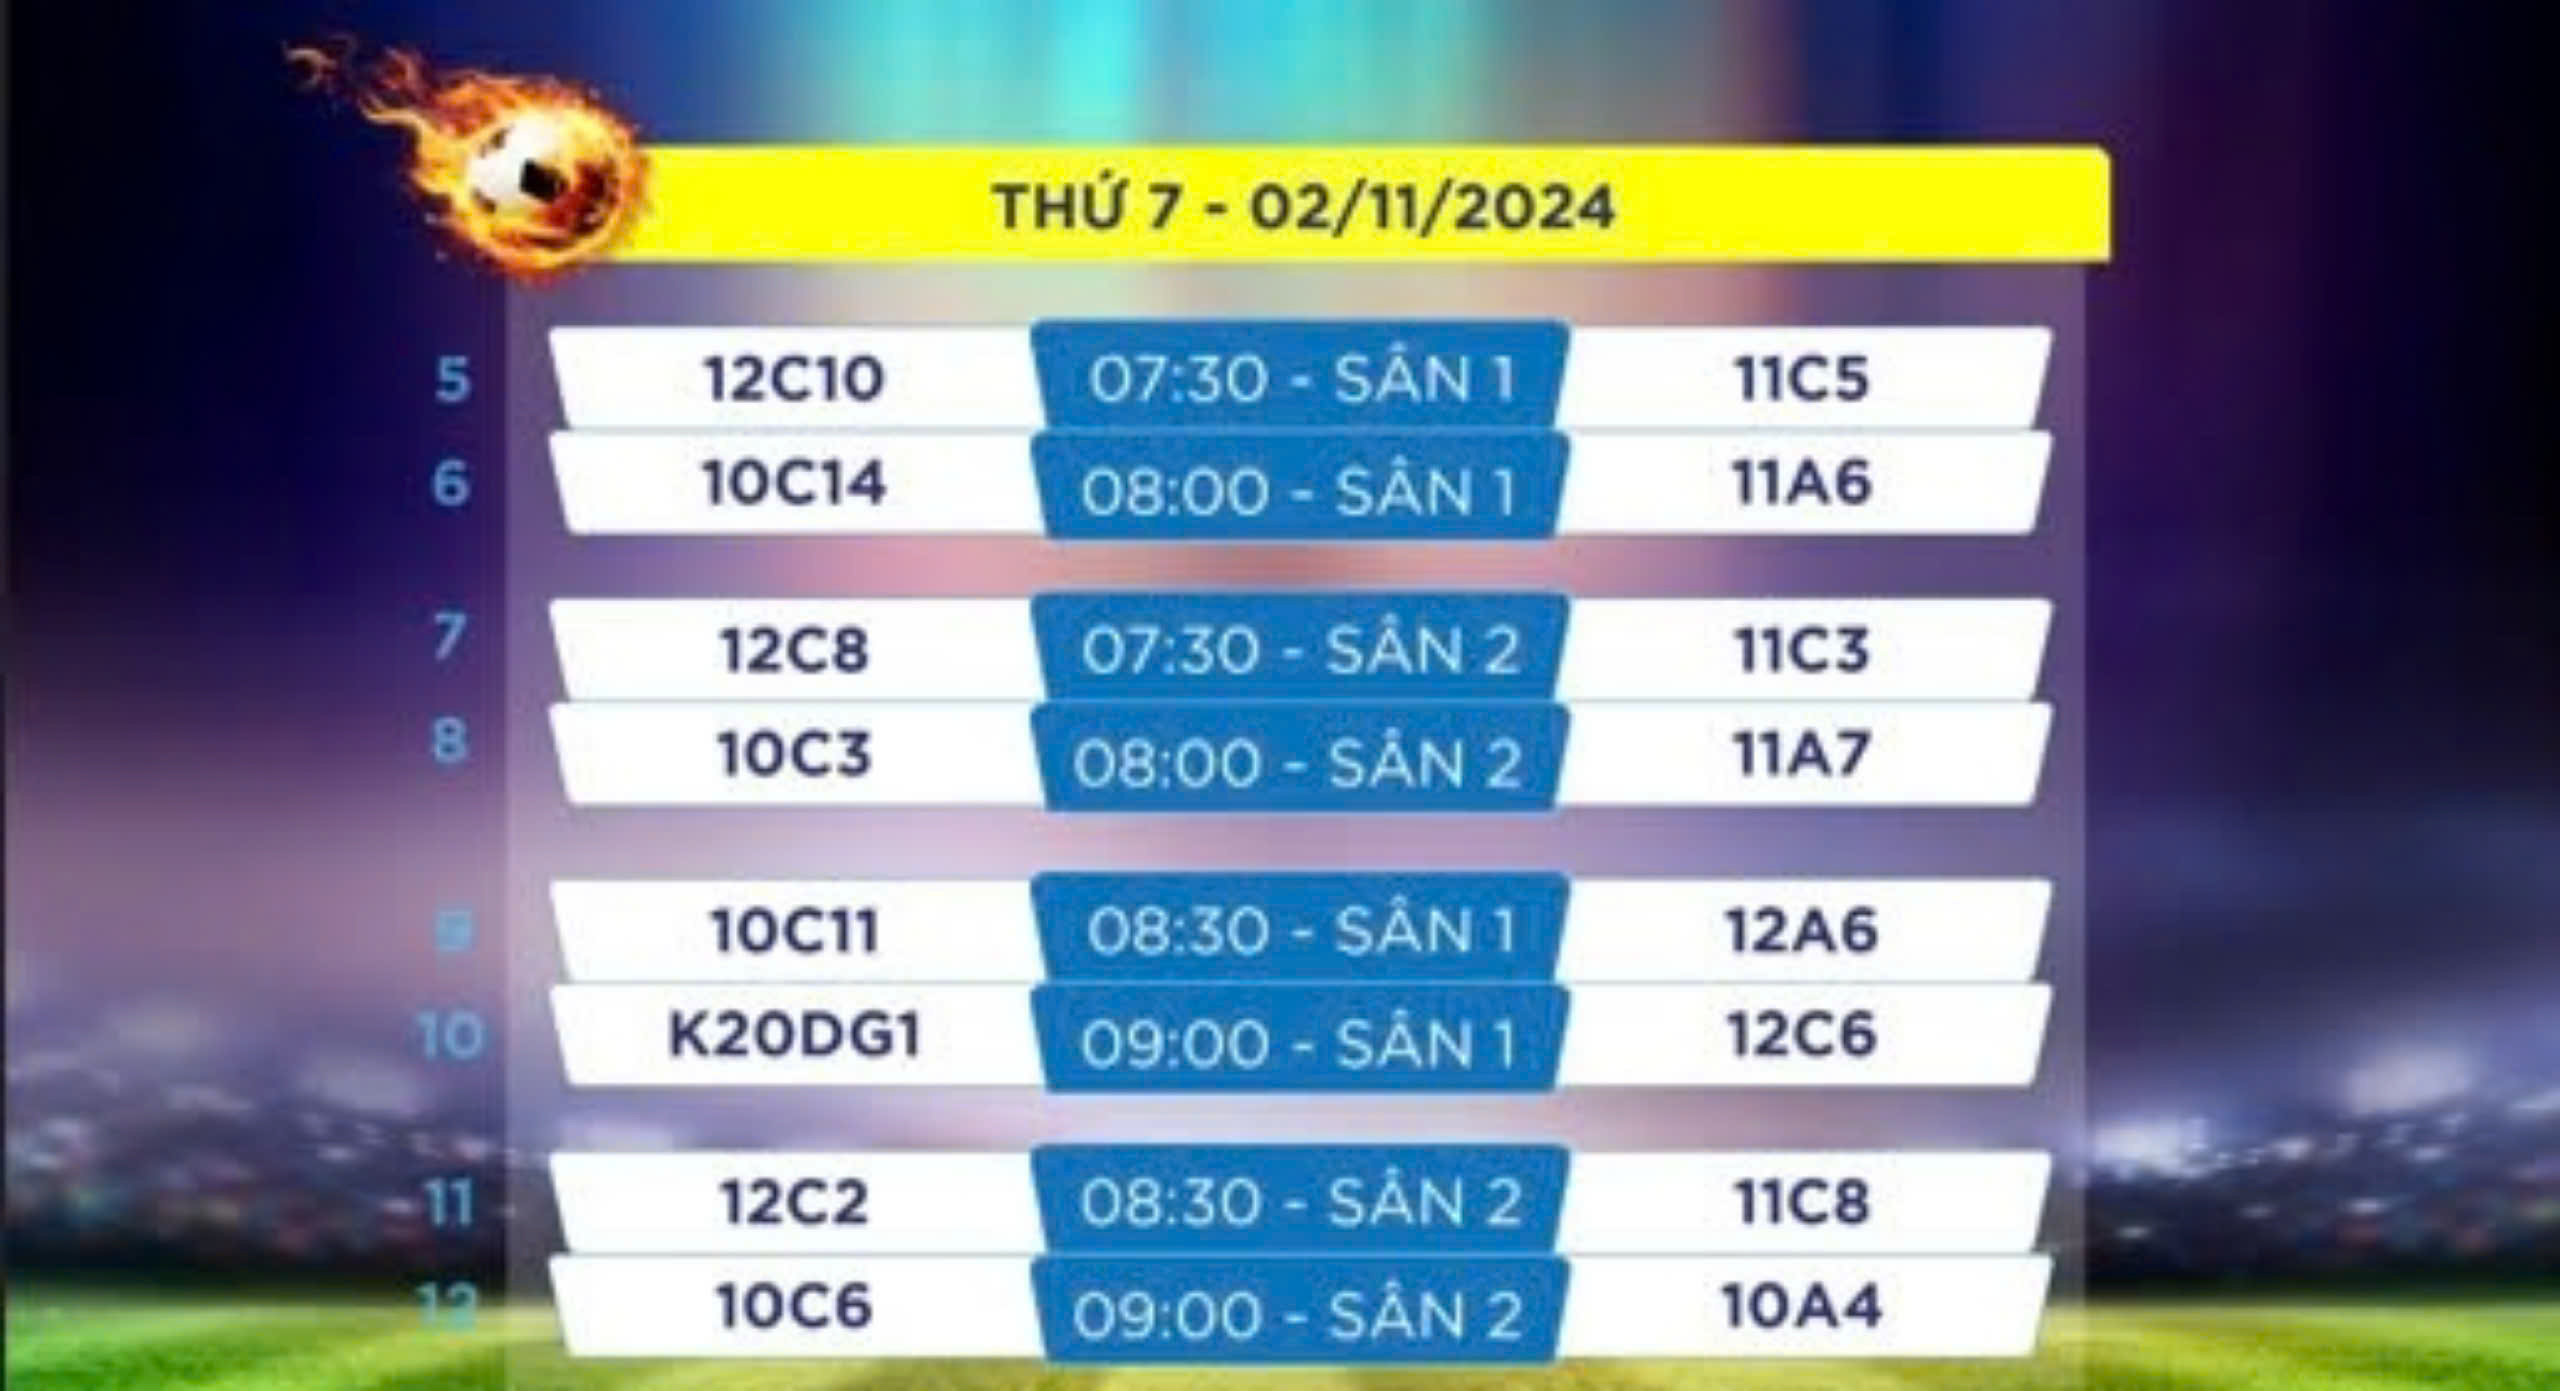 THỨ 7 - 02/11/2024
5 12C10 07:30 - SÂN 1 11C5
6 10C14 08:00 - SÂN 1 11A6
7 12C8 07:30 - SÂN 2 11C3
8 10C3 08:00 - SÂN 2 11A7
9 10C11 08:30 - SÂN 1 12A6
10 K20DG1 09:00 - SÂN 1 12C6
11 12C2 08:30 - SÂN 2 11C8
12 10C6 09:00 - SÂN 2 10A4